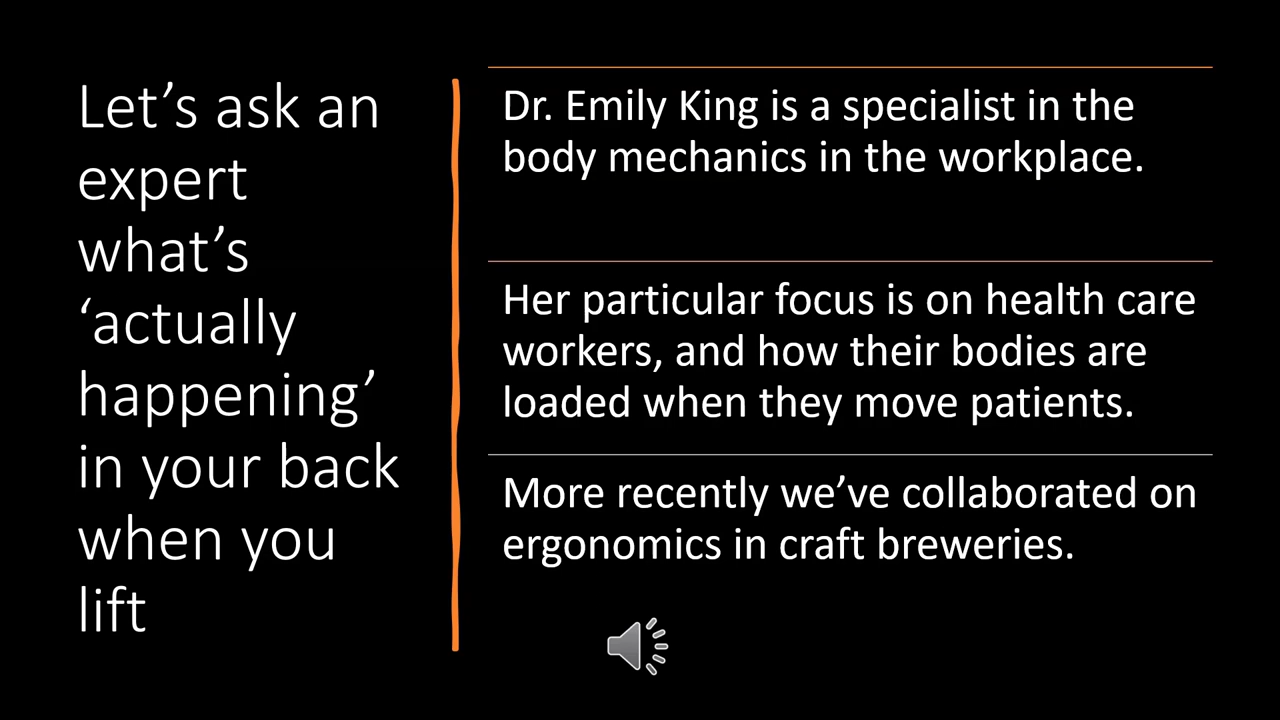 Let’s ask an
expert
what’s
‘actually
happening’
in your back
when you
lift
Dr. Emily King is a specialist in the
body mechanics in the workplace.
Her particular focus is on health care
workers, and how their bodies are
loaded when they move patients.
More recently we’ve collaborated on
ergonomics in craft breweries.